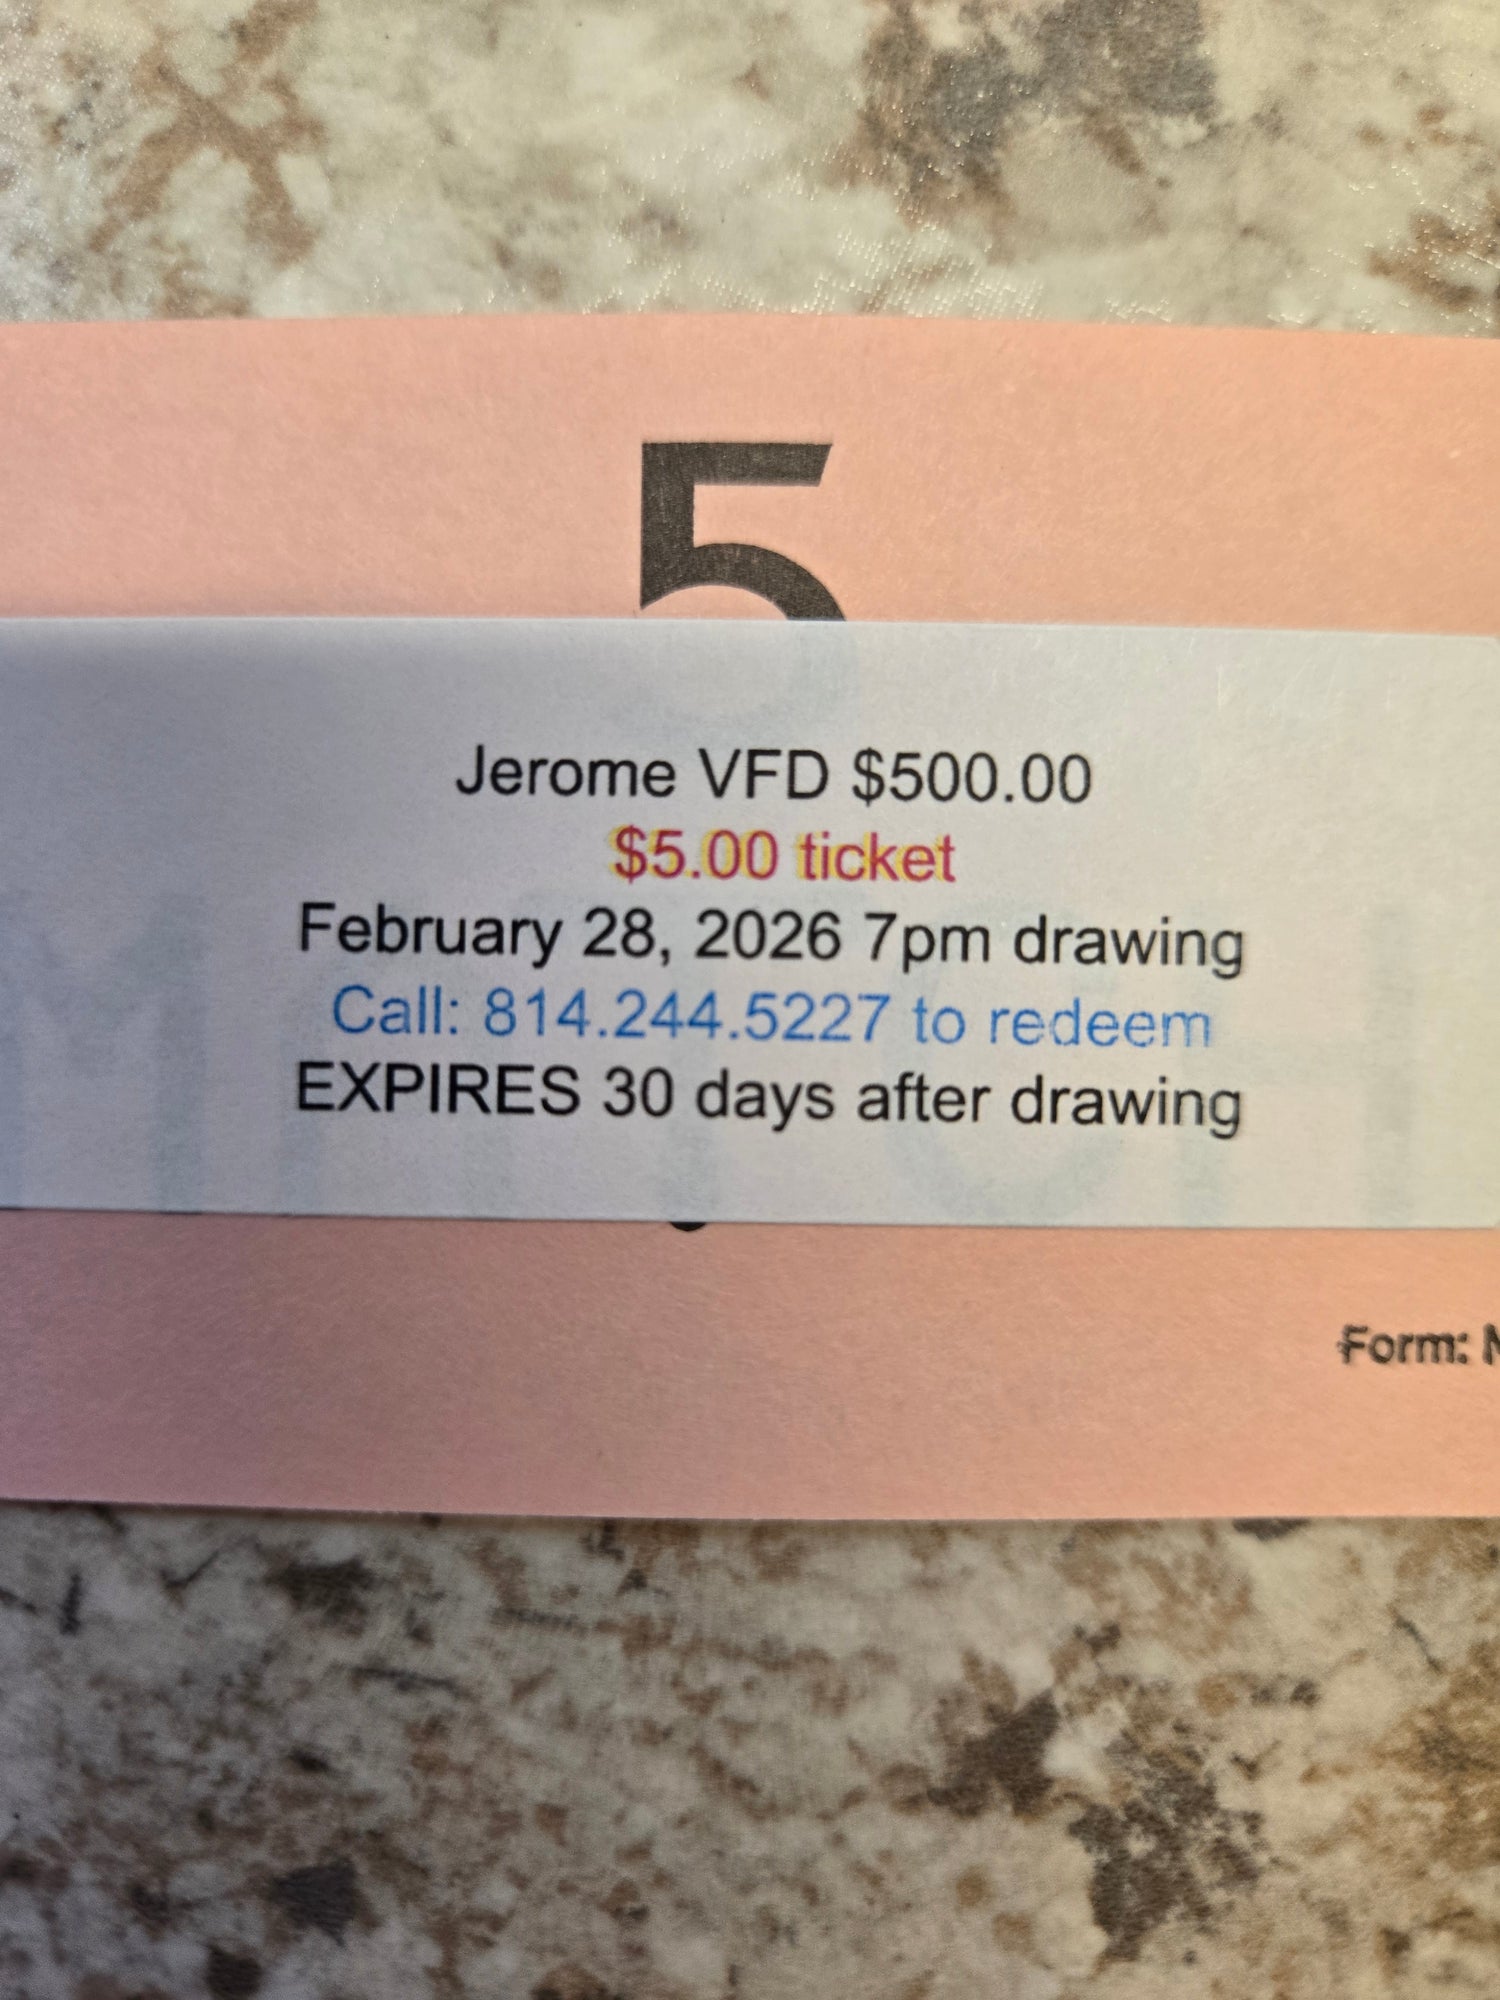 5
Jerome VFD $500.00
$5.00 ticket
February 28, 2026 7pm drawing
Call: 814.244.5227 to redeem
EXPIRES 30 days after drawing
Form: